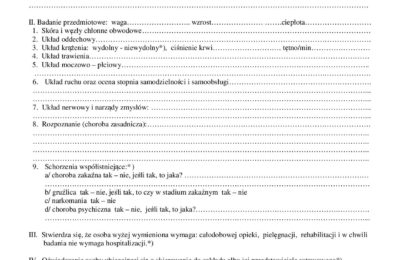 ……………………………………………………………………………………
II. Badanie przedmiotowe: waga……………………wzrost……………………ciepłota………………
1. Skóra i węzły chłonne obwodowe……………………………………………………
2. Układ oddechowy……………………………………………………………………
3. Układ krążenia: wydolny - niewydolny*), ciśnienie krwi………………… tętno/min……………
4. Układ trawienia………………………………………………………………………
5. Układ moczowo – płciowy……………………………………………………………
6. Układ ruchu oraz ocena stopnia samodzielności i samoobsługi………………………………
……………………………………………………………………………………
7. Układ nerwowy i narządy zmysłów: …………………………………………………
……………………………………………………………………………………
8. Rozpoznanie (choroba zasadnicza):……………………………………………………
……………………………………………………………………………………
……………………………………………………………………………………
9. Schorzenia współistniejące:*)
a/ choroba zakaźna tak – nie, jeśli tak, to jaka? ………………………………………
……………………………………………………………………………………
b/ gruźlica tak – nie, jeśli tak, to czy w stadium zakaźnym tak – nie
c/ narkomania tak – nie
d/ choroba psychiczna tak – nie, jeśli tak, to jaka?……………………………………
III. Stwierdza się, że osoba wyżej wymieniona wymaga: całodobowej opieki, pielęgnacji, rehabilitacji i w chwili
badania nie wymaga hospitalizacji.*)